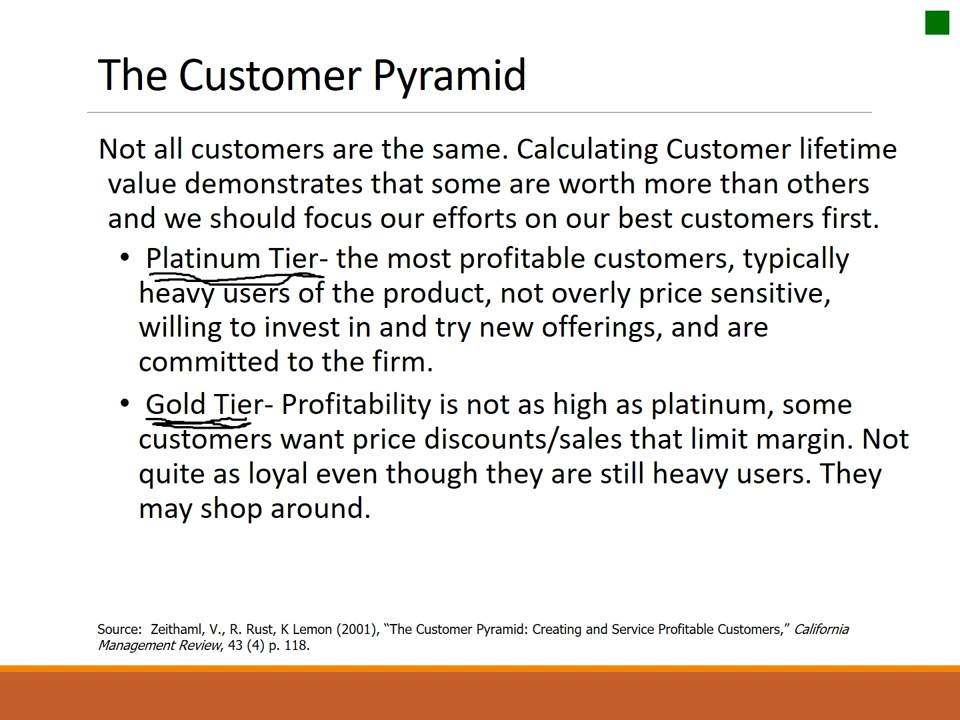 The Customer Pyramid
Not all customers are the same. Calculating Customer lifetime
value demonstrates that some are worth more than others
and we should focus our efforts on our best customers first.
• Platinum Tier- the most profitable customers, typically
heavy users of the product, not overly price sensitive,
willing to invest in and try new offerings, and are
committed to the firm.
• Gold Tier- Profitability is not as high as platinum, some
customers want price discounts/sales that limit margin. Not
quite as loyal even though they are still heavy users. They
may shop around.
Source: Zeithaml, V., R. Rust, K Lemon (2001), “The Customer Pyramid: Creating and Service Profitable Customers,” California
Management Review, 43 (4) p. 118.